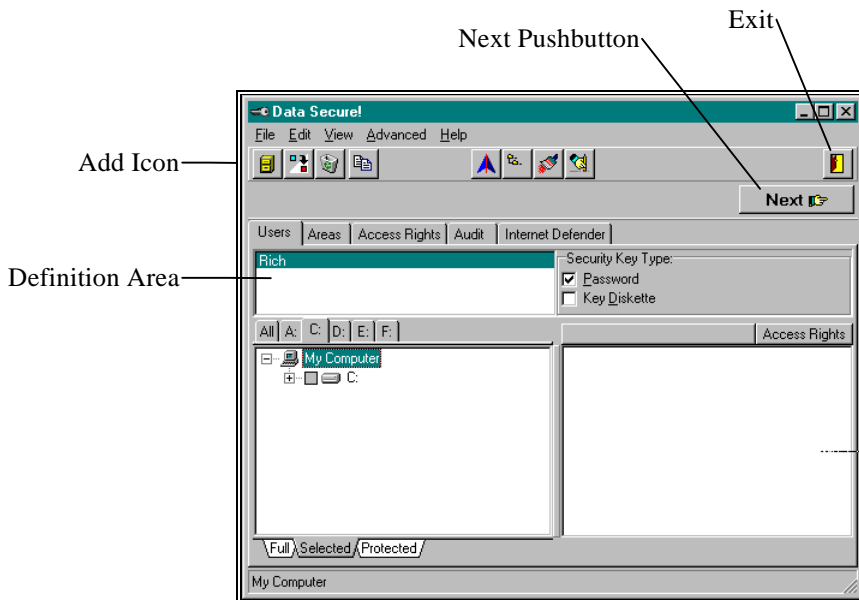 Exit
Next Pushbutton
Data Secure!
File Edit View Advanced Help
Add Icon
Next
Users Areas Access Rights Audit Internet Defender
Definition Area
Rich
Security Key Type:
Password
Key Diskette
All A: C: D: E: F:
Access Rights
My Computer
C:
Full Selected Protected
My Computer